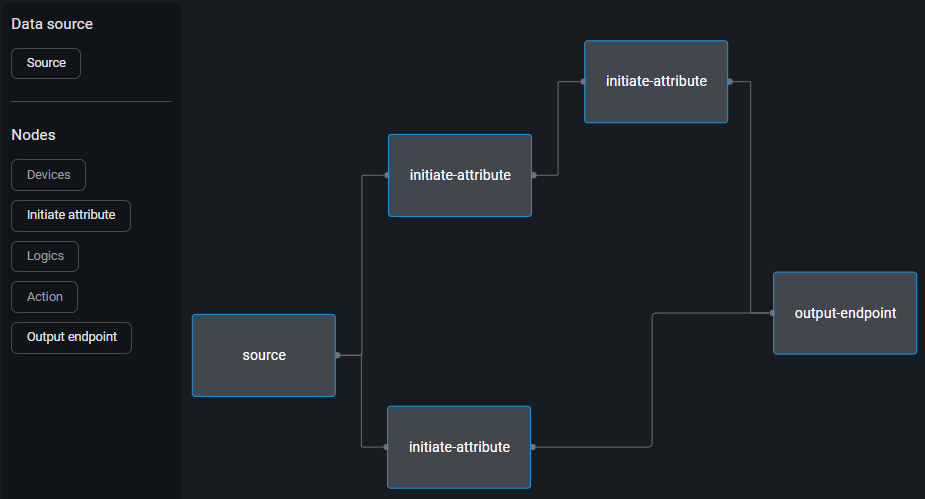 Data source
Source
Nodes
Devices
Initiate attribute
Logics
Action
Output endpoint
initiate-attribute
initiate-attribute
output-endpoint
source
initiate-attribute